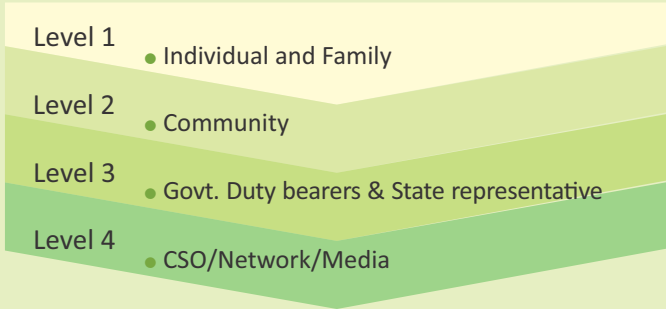 Level 1
• Individual and Family
Level 2
• Community
Level 3
• Govt. Duty bearers & State representative
Level 4
• CSO/Network/Media